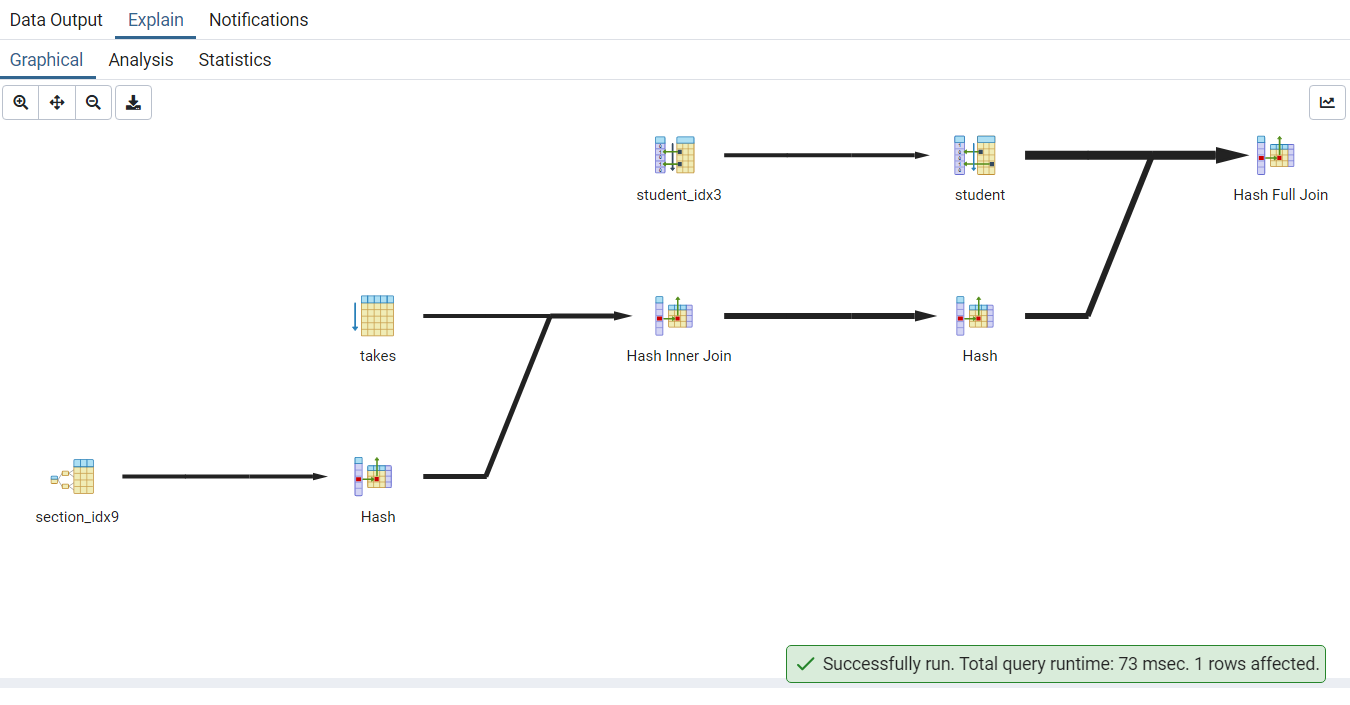 Data Output Explain Notifications
Graphical Analysis Statistics
student_idx3 student Hash Full Join
takes Hash Inner Join Hash
section_idx9 Hash
Successfully run. Total query runtime: 73 msec. 1 rows affected.